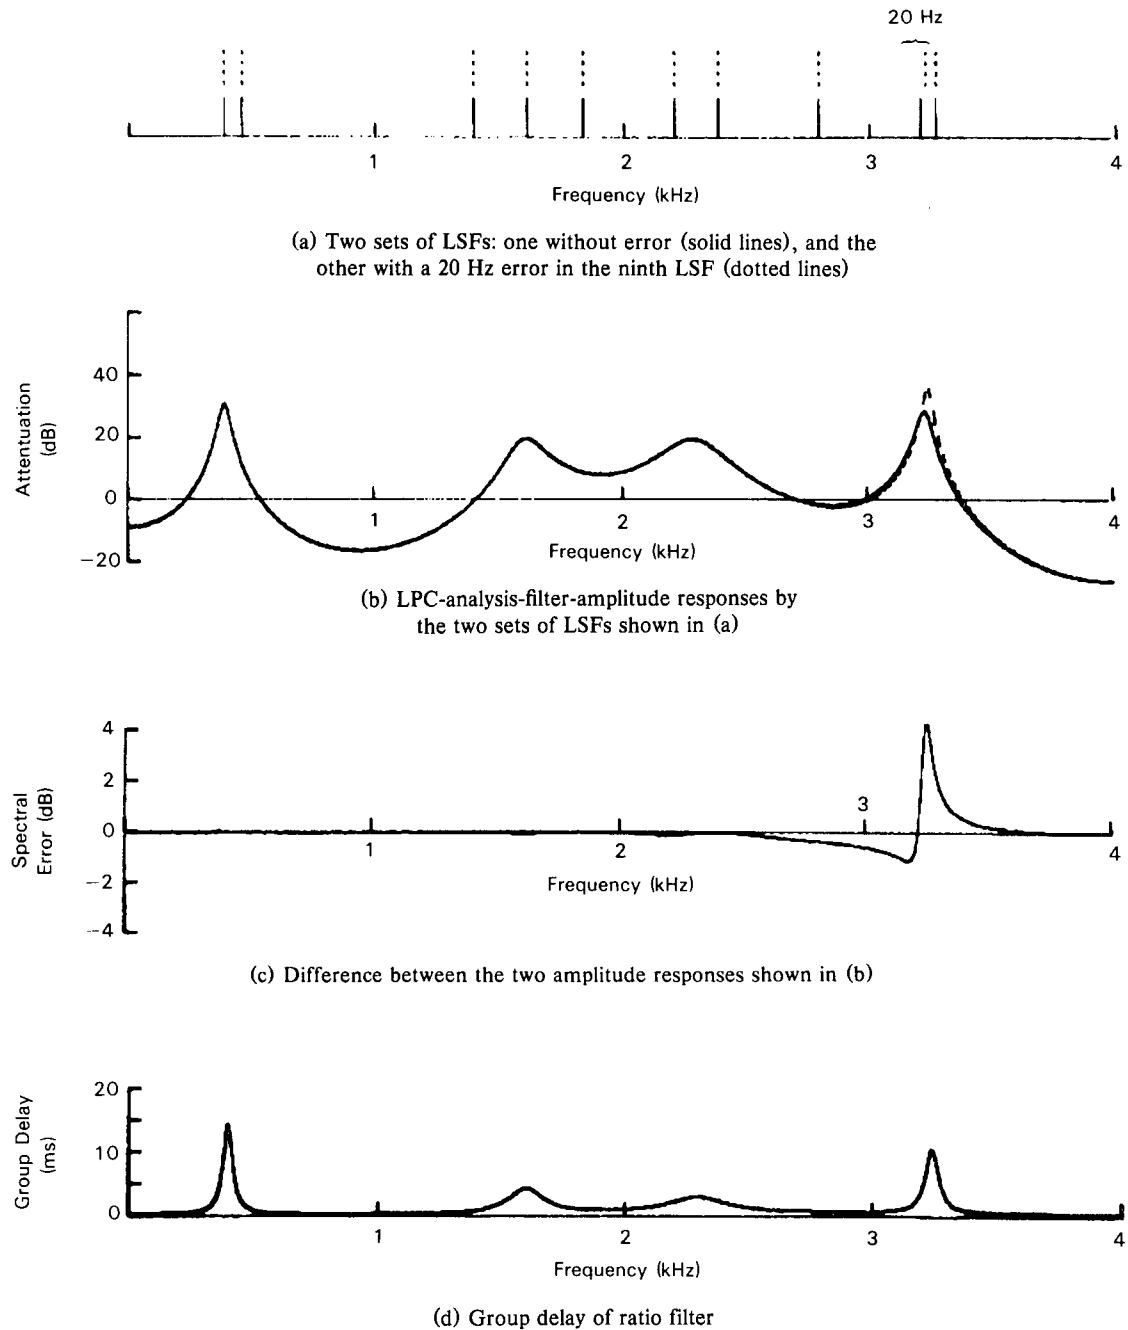 20 Hz
1
2
3
4
Frequency (kHz)
(a) Two sets of LSFs: one without error (solid lines), and the
other with a 20 Hz error in the ninth LSF (dotted lines)
Attentuation
(dB)
40
20
0
−20
1
2
3
4
Frequency (kHz)
(b) LPC-analysis-filter-amplitude responses by
the two sets of LSFs shown in (a)
Spectral
Error (dB)
4
2
0
−2
−4
1
2
3
4
Frequency (kHz)
(c) Difference between the two amplitude responses shown in (b)
Group Delay
(ms)
20
10
0
1
2
3
4
Frequency (kHz)
(d) Group delay of ratio filter